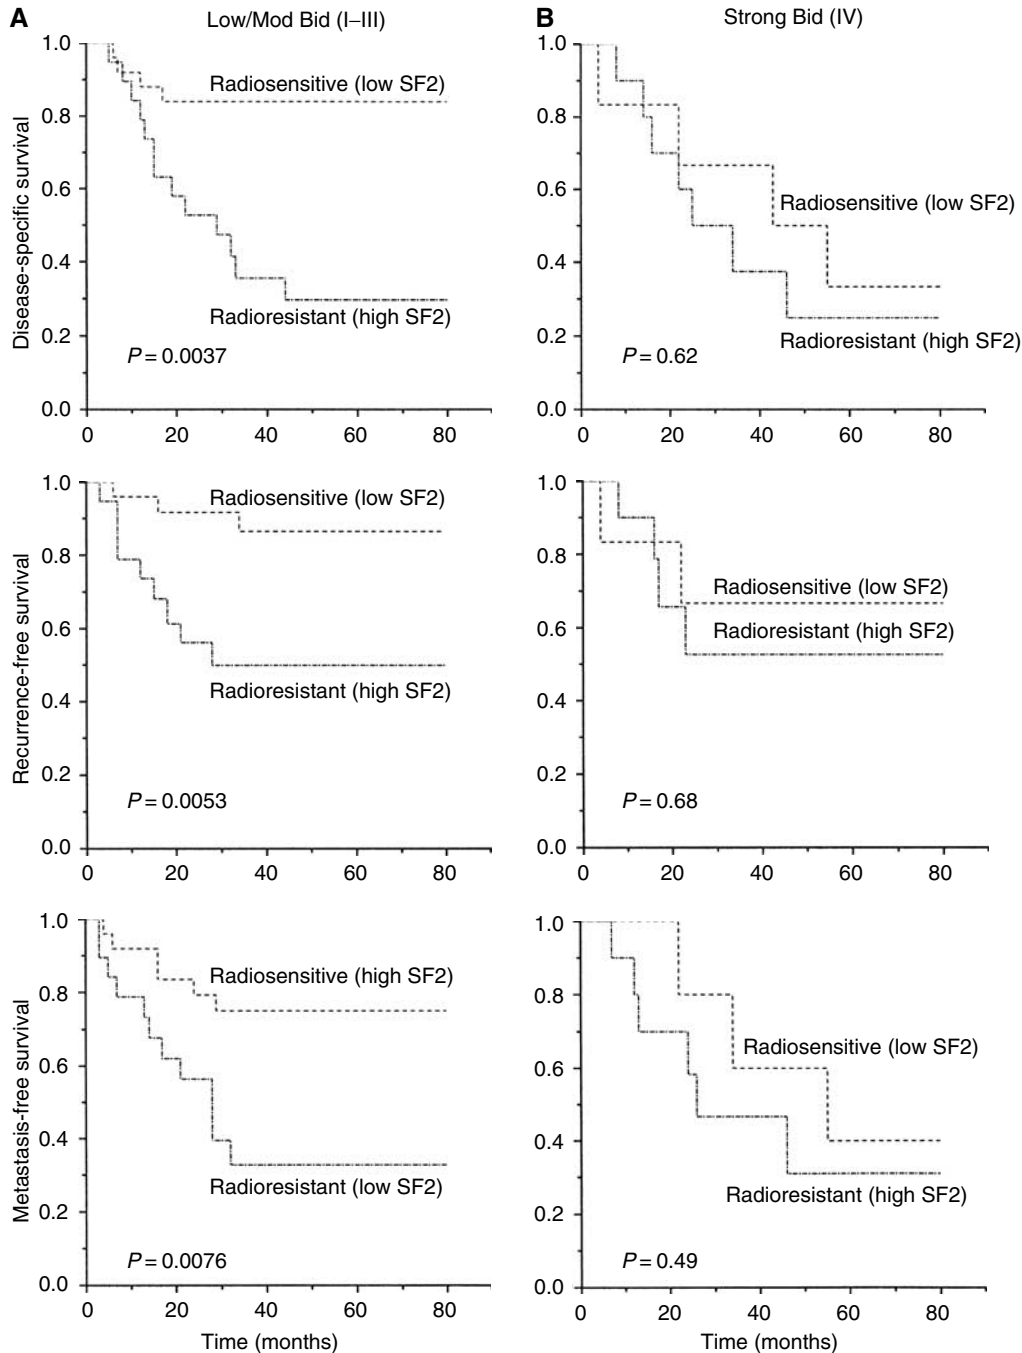 A Low/Mod Bid (I–III)
Disease-specific survival
1.0
0.8
0.6
0.4
0.2
0.0
Radiosensitive (low SF2)
Radioresistant (high SF2)
P = 0.0037
0 20 40 60 80
B Strong Bid (IV)
1.0
0.8
0.6
0.4
0.2
0.0
Radiosensitive (low SF2)
Radioresistant (high SF2)
P = 0.62
0 20 40 60 80
Recurrence-free survival
1.0
0.8
0.6
0.4
0.2
0.0
Radiosensitive (low SF2)
Radioresistant (high SF2)
P = 0.0053
0 20 40 60 80
1.0
0.8
0.6
0.4
0.2
0.0
Radiosensitive (low SF2)
Radioresistant (high SF2)
P = 0.68
0 20 40 60 80
Metastasis-free survival
1.0
0.8
0.6
0.4
0.2
0.0
Radiosensitive (high SF2)
Radioresistant (low SF2)
P = 0.0076
0 20 40 60 80
Time (months)
1.0
0.8
0.6
0.4
0.2
0.0
Radiosensitive (low SF2)
Radioresistant (high SF2)
P = 0.49
0 20 40 60 80
Time (months)